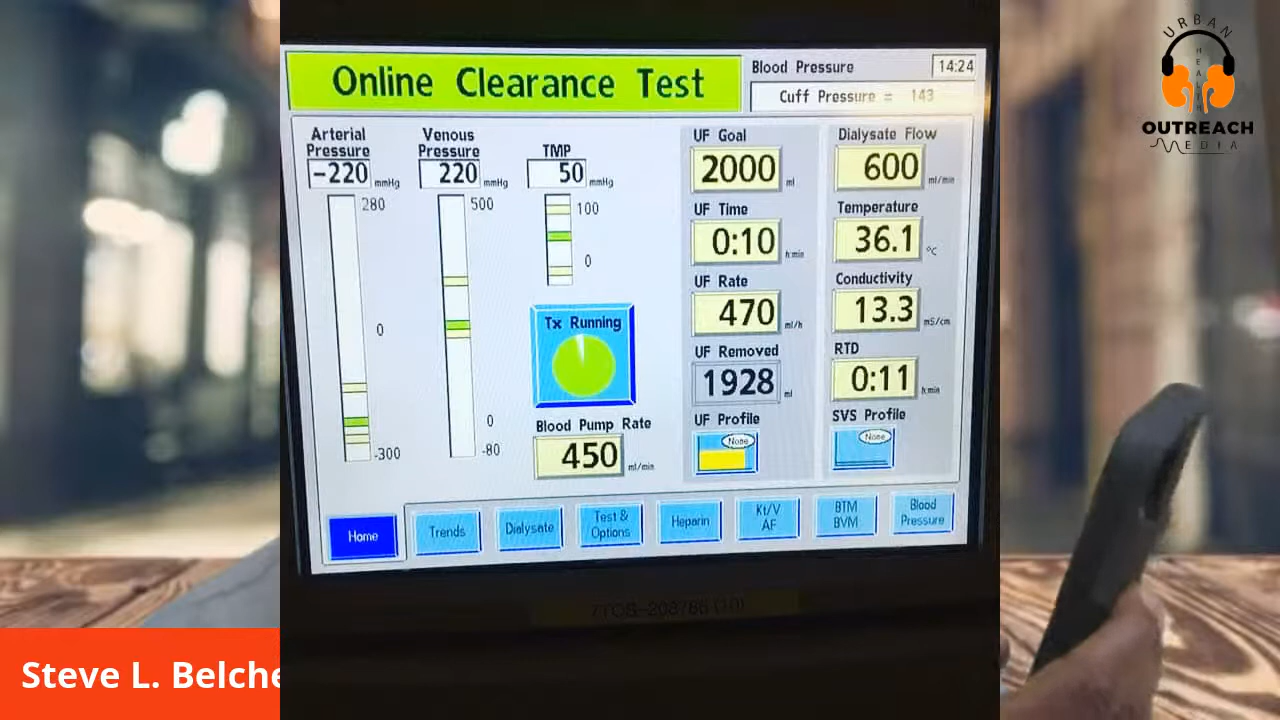 URBAN
HEALTH
OUTREACH
MEDIA
Online Clearance Test
Blood Pressure
14:24
Cuff Pressure = 143
Arterial
Pressure
-220 mmHg
280
0
-300
Venous
Pressure
220 mmHg
500
0
-80
TMP
50 mmHg
100
0
Tx Running
Blood Pump Rate
450 ml/min
UF Goal
2000 ml
UF Time
0:10 h:min
UF Rate
470 ml/h
UF Removed
1928 ml
UF Profile
None
Dialysate Flow
600 ml/min
Temperature
36.1 °C
Conductivity
13.3 mS/cm
RTD
0:11 h:min
SVS Profile
None
Home
Trends
Dialysate
Test &
Options
Heparin
Kt/V
AF
BTM
BVM
Blood
Pressure
Steve L. Belche